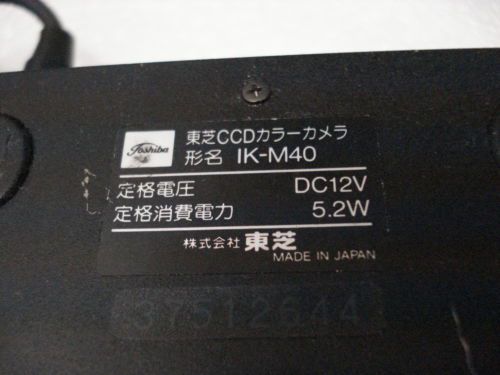 Toshiba
東芝CCDカラーカメラ
形名 IK-M40
定格電圧 DC12V
定格消費電力 5.2W
株式会社 東芝
MADE IN JAPAN
37512644